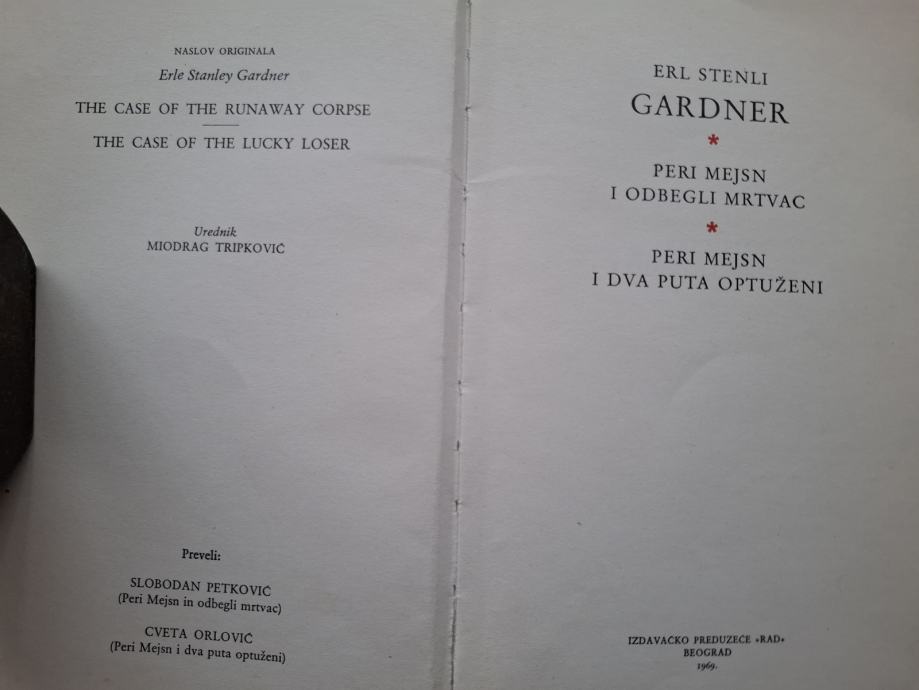 NASLOV ORIGINALA
Erle Stanley Gardner
THE CASE OF THE RUNAWAY CORPSE
THE CASE OF THE LUCKY LOSER
Urednik
MIODRAG TRIPKOVIĆ
Preveli:
SLOBODAN PETKOVIĆ
(Peri Mejsn in odbegli mrtvac)
CVETA ORLOVIĆ
(Peri Mejsn i dva puta optuženi)
ERL STENLI
GARDNER
*
PERI MEJSN
I ODBEGLI MRTVAC
*
PERI MEJSN
I DVA PUTA OPTUŽENI
IZDAVAČKO PREDUZEĆE »RAD«
BEOGRAD
1969.